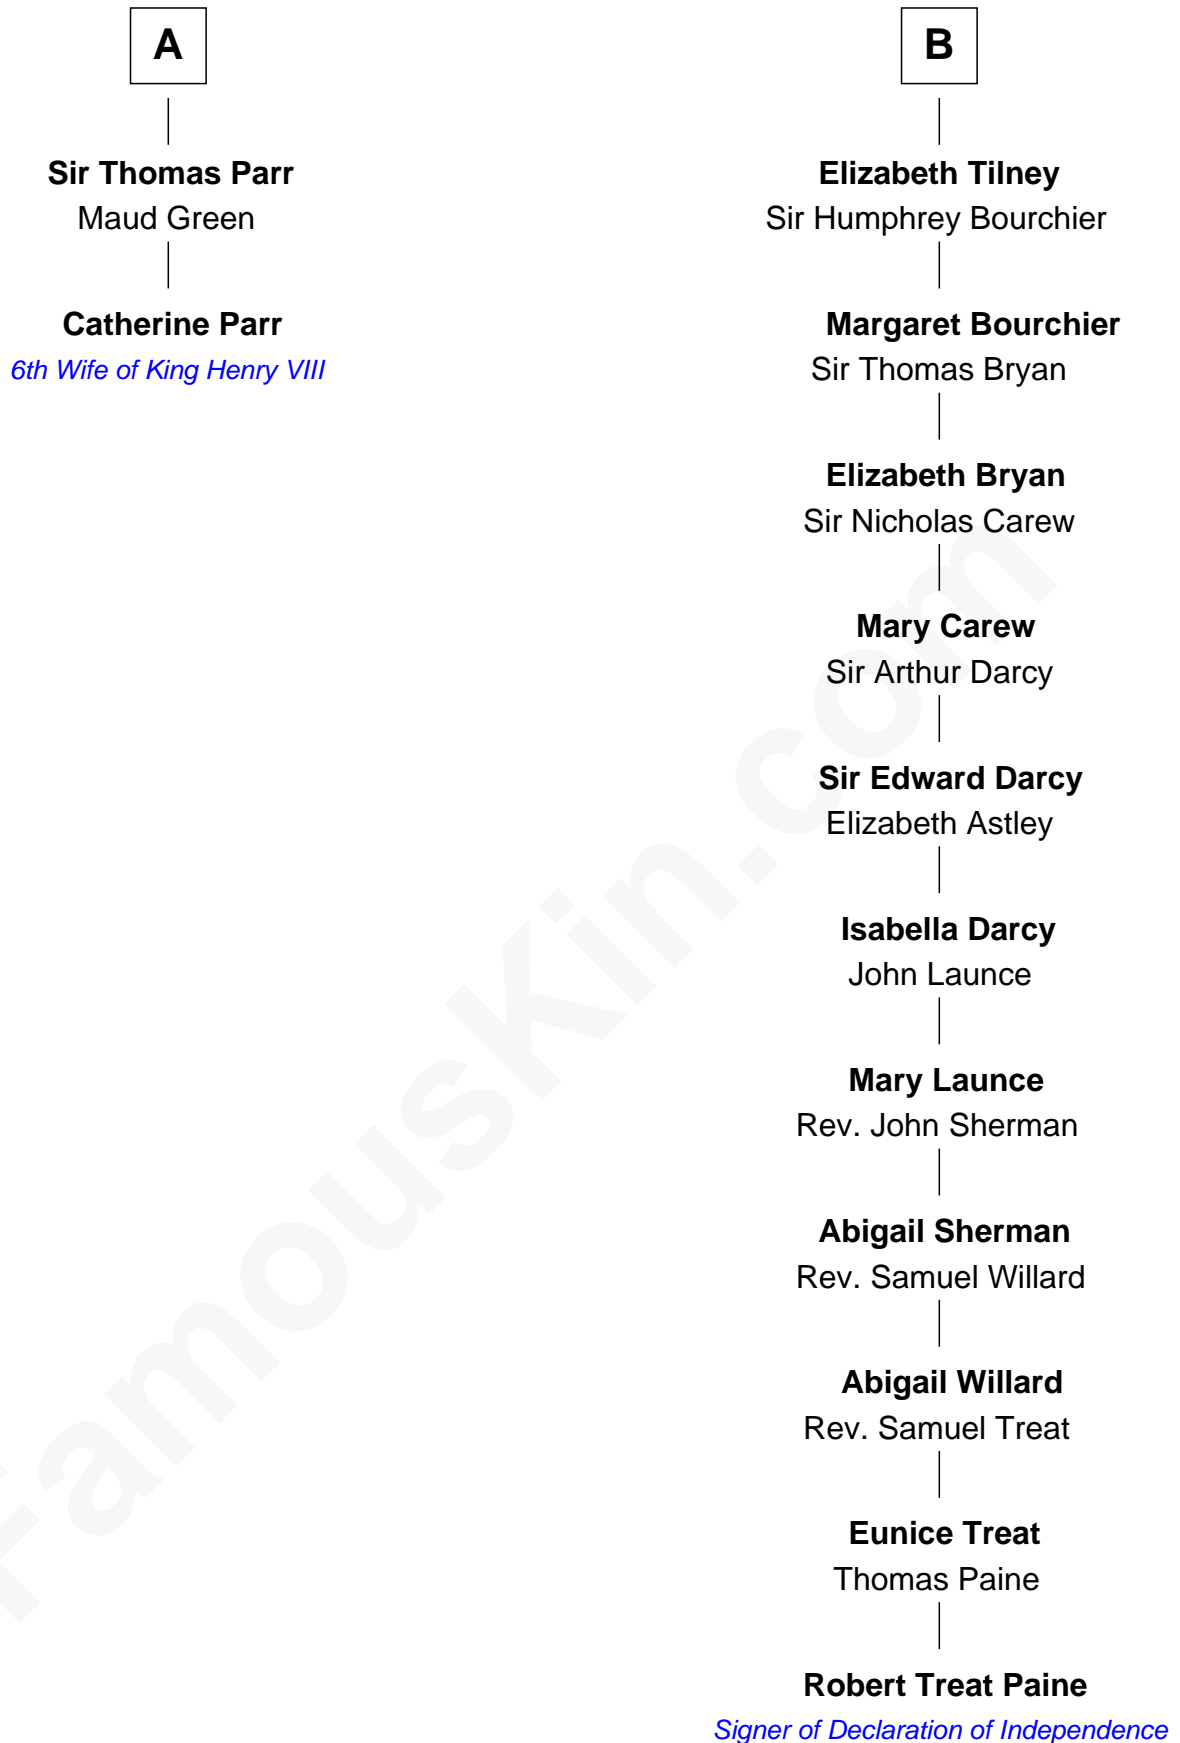 A
Sir Thomas Parr
Maud Green
Catherine Parr
6th Wife of King Henry VIII
B
Elizabeth Tilney
Sir Humphrey Bourchier
Margaret Bourchier
Sir Thomas Bryan
Elizabeth Bryan
Sir Nicholas Carew
Mary Carew
Sir Arthur Darcy
Sir Edward Darcy
Elizabeth Astley
Isabella Darcy
John Launce
Mary Launce
Rev. John Sherman
Abigail Sherman
Rev. Samuel Willard
Abigail Willard
Rev. Samuel Treat
Eunice Treat
Thomas Paine
Robert Treat Paine
Signer of Declaration of Independence
FamousKin.com